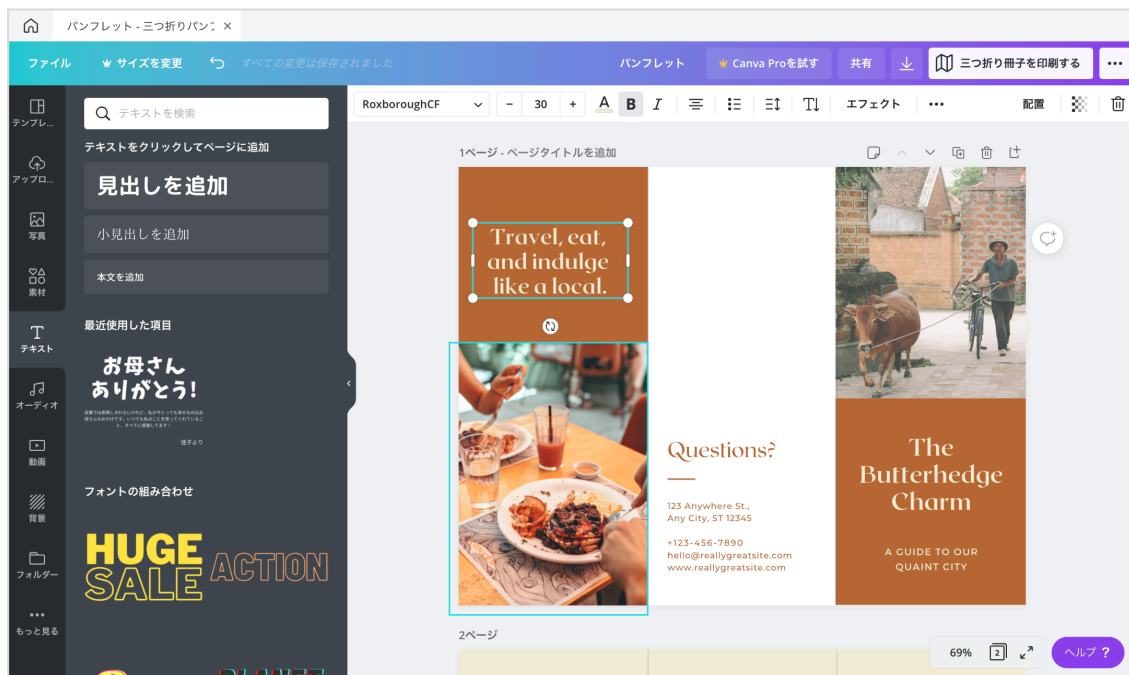 パンフレット - 三つ折りパンフ
ファイル
サイズを変更
すべての変更は保存されました
パンフレット
Canva Proを試す
共有
三つ折り冊子を印刷する
テンプレ...
アップロ...
写真
素材
テキスト
オーディオ
動画
背景
フォルダー
もっと見る
テキストを検索
テキストをクリックしてページに追加
見出しを追加
小見出しを追加
本文を追加
最近使用した項目
お母さん
ありがとう!
佳子より
フォントの組み合わせ
HUGE
SALE
ACTION
RoxboroughCF
- 30 +
A B I
エフェクト
配置
1ページ - ページタイトルを追加
Travel, eat,
and indulge
like a local.
Questions?
123 Anywhere St.,
Any City, ST 12345
+123-456-7890
hello@reallygreatsite.com
www.reallygreatsite.com
The
Butterhedge
Charm
A GUIDE TO OUR
QUAINT CITY
2ページ
69%
2
ヘルプ ?